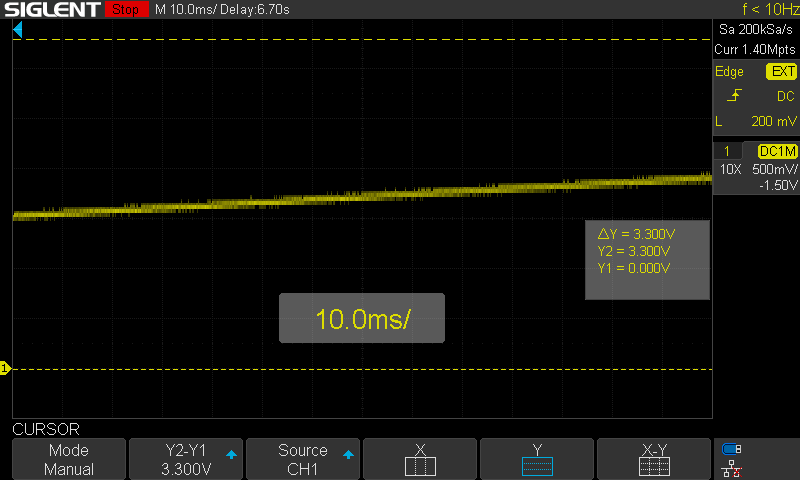 SIGLENT Stop M 10.0ms/ Delay:6.70s f < 10Hz
Sa 200kSa/s
Curr 1.40Mpts
Edge EXT
DC
L 200 mV
1 DC1M
10X 500mV/
-1.50V
ΔY = 3.300V
Y2 = 3.300V
Y1 = 0.000V
10.0ms/
1
CURSOR
Mode Y2-Y1 Source X Y X-Y
Manual 3.300V CH1